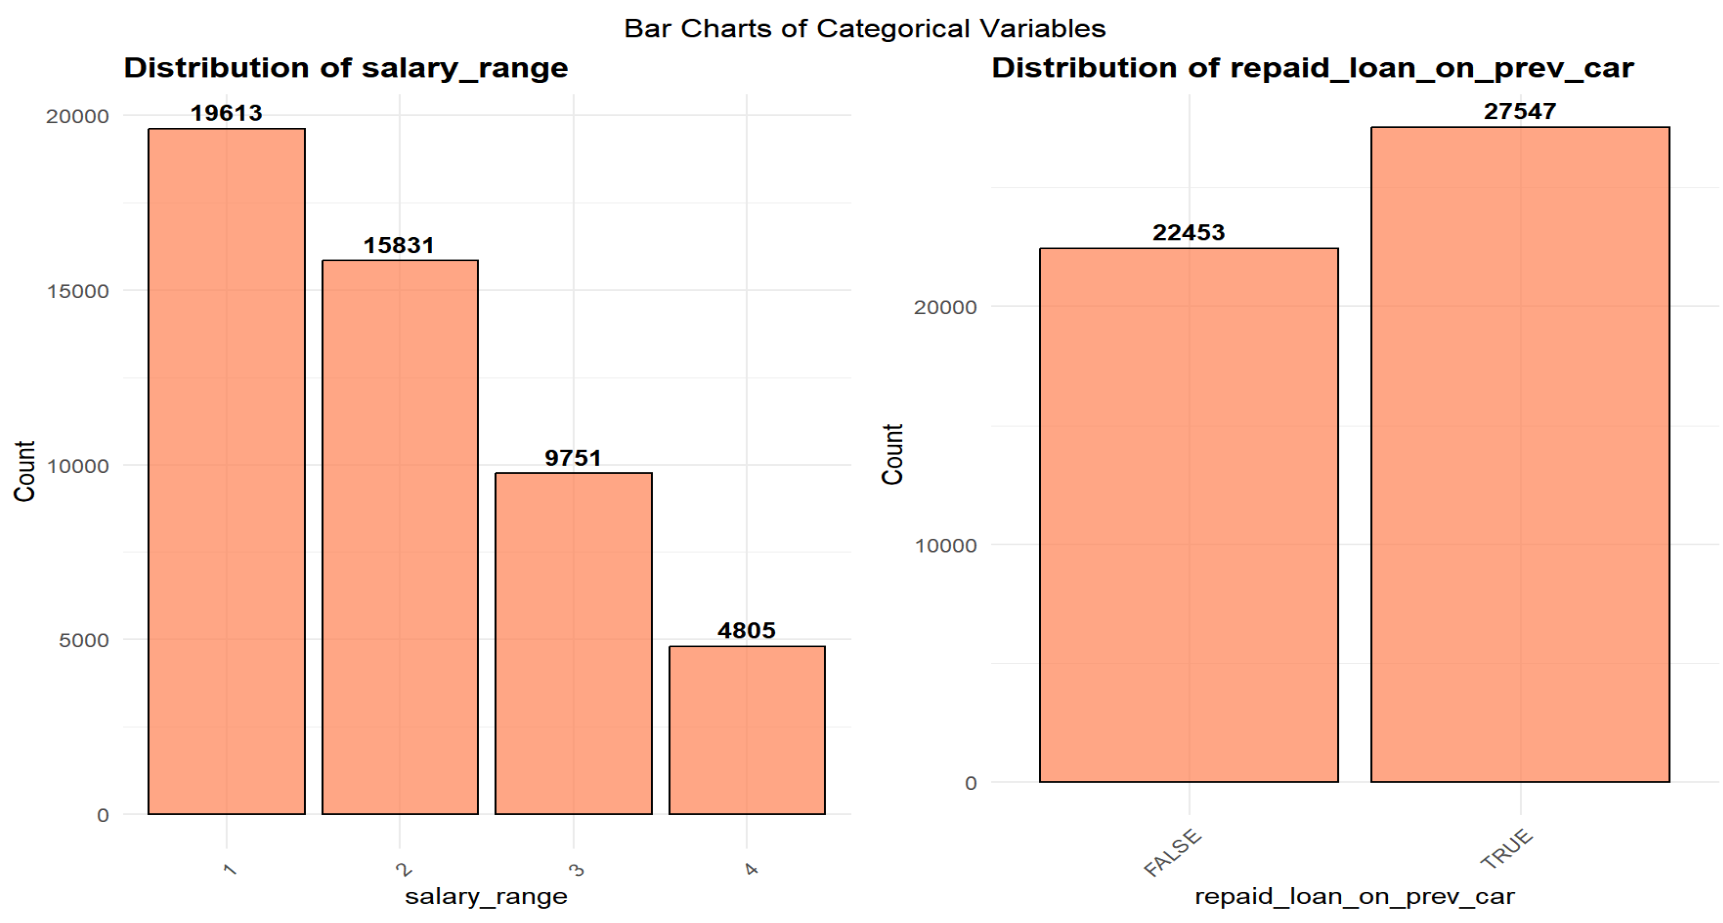 Bar Charts of Categorical Variables
Distribution of salary_range
20000
15000
10000
5000
0
Count
19613
15831
9751
4805
1
2
3
4
salary_range
Distribution of repaid_loan_on_prev_car
20000
10000
0
Count
22453
27547
FALSE
TRUE
repaid_loan_on_prev_car